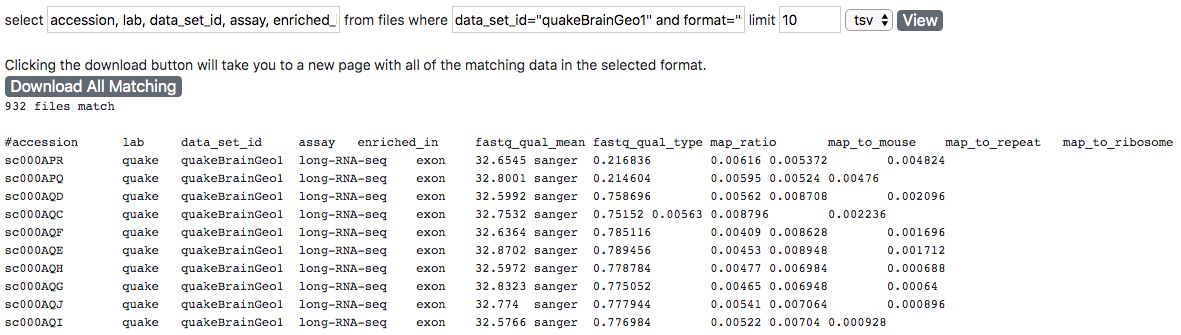 select accession, lab, data_set_id, assay, enriched_ from files where data_set_id="quakeBrainGeo1" and format=" limit 10 tsv View
Clicking the download button will take you to a new page with all of the matching data in the selected format.
Download All Matching
932 files match
#accession lab data_set_id assay enriched_in fastq_qual_mean fastq_qual_type map_ratio map_to_mouse map_to_repeat map_to_ribosome
sc000APR quake quakeBrainGeo1 long-RNA-seq exon 32.6545 sanger 0.216836 0.00616 0.005372 0.004824
sc000APQ quake quakeBrainGeo1 long-RNA-seq exon 32.8001 sanger 0.214604 0.00595 0.00524 0.00476
sc000AQD quake quakeBrainGeo1 long-RNA-seq exon 32.5992 sanger 0.758696 0.00562 0.008708 0.002096
sc000AQC quake quakeBrainGeo1 long-RNA-seq exon 32.7532 sanger 0.75152 0.00563 0.008796 0.002236
sc000AQF quake quakeBrainGeo1 long-RNA-seq exon 32.6364 sanger 0.785116 0.00409 0.008628 0.001696
sc000AQE quake quakeBrainGeo1 long-RNA-seq exon 32.8702 sanger 0.789456 0.00453 0.008948 0.001712
sc000AQH quake quakeBrainGeo1 long-RNA-seq exon 32.5972 sanger 0.778784 0.00477 0.006984 0.000688
sc000AQG quake quakeBrainGeo1 long-RNA-seq exon 32.8323 sanger 0.775052 0.00465 0.006948 0.00064
sc000AQJ quake quakeBrainGeo1 long-RNA-seq exon 32.774 sanger 0.777944 0.00541 0.007064 0.000896
sc000AQI quake quakeBrainGeo1 long-RNA-seq exon 32.5766 sanger 0.776984 0.00522 0.00704 0.000928